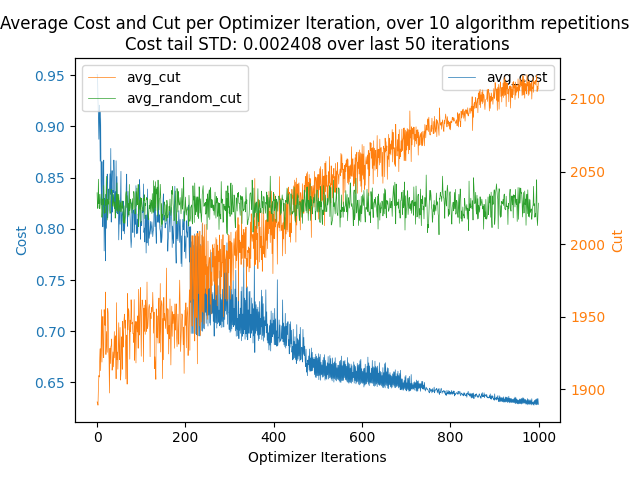 Average Cost and Cut per Optimizer Iteration, over 10 algorithm repetitions
Cost tail STD: 0.002408 over last 50 iterations
avg_cut
avg_random_cut
avg_cost
0.95
0.90
0.85
0.80
0.75
0.70
0.65
Cost
2100
2050
2000
1950
1900
Cut
0
200
400
600
800
1000
Optimizer Iterations